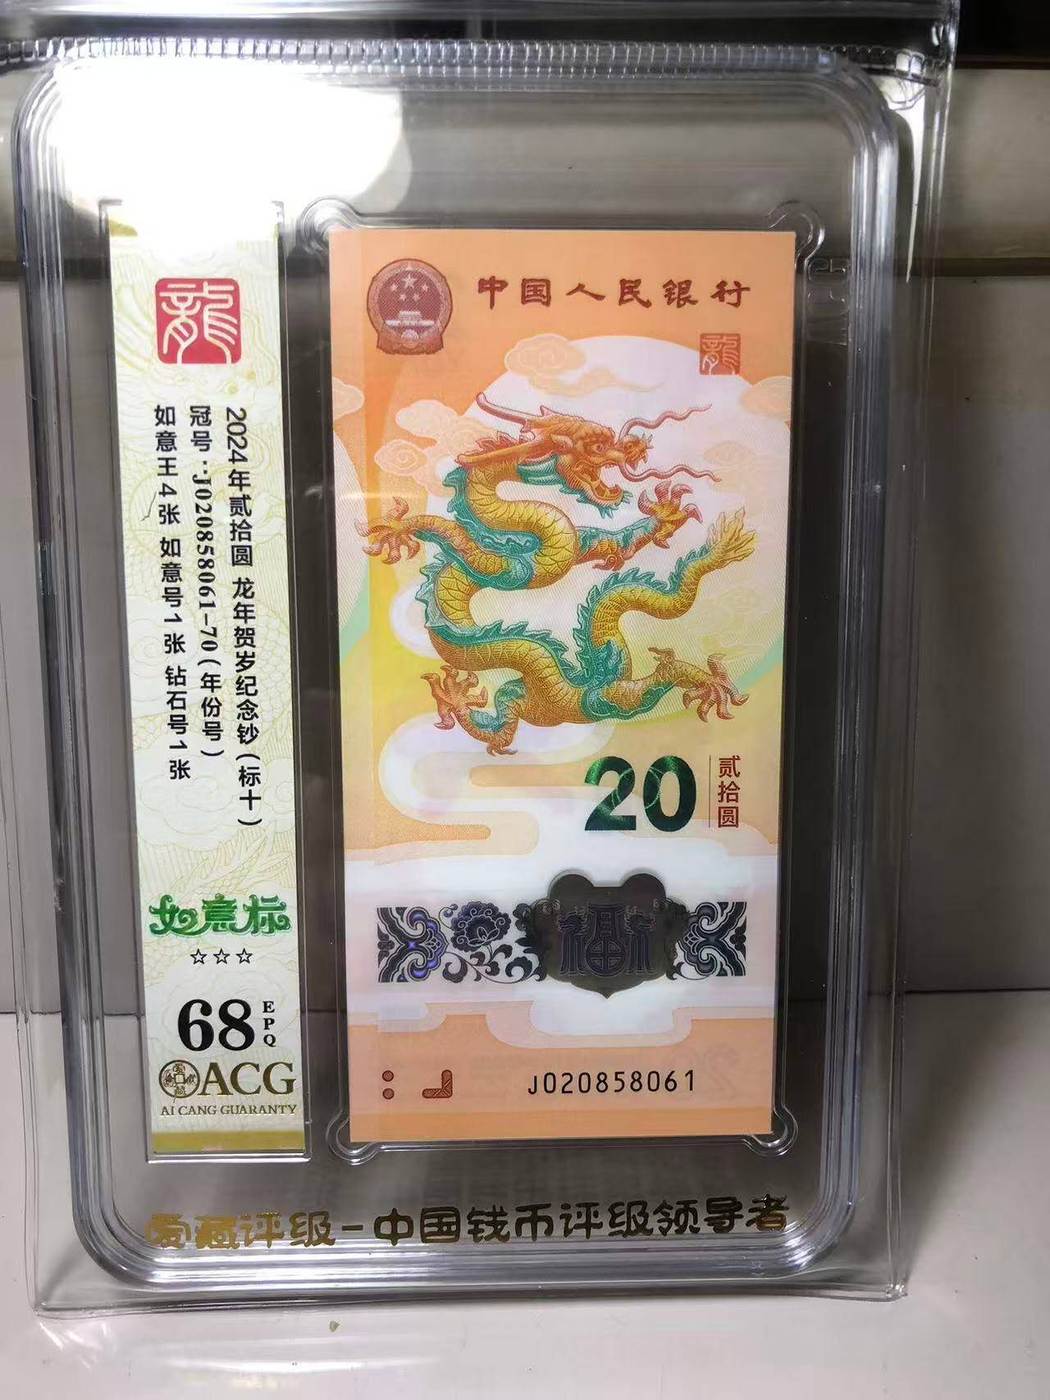 龍
2024年贰拾圆 龙年贺岁纪念钞(标十)
冠号:J020858061-70(年份号)
如意王4张 如意号1张 钻石号1张
如意标
☆☆☆
68 EPQ
ACG
AI CANG GUARANTY
中国人民银行
龍
20 贰拾圆
福
J020858061
爱藏评级-中国钱币评级领导者